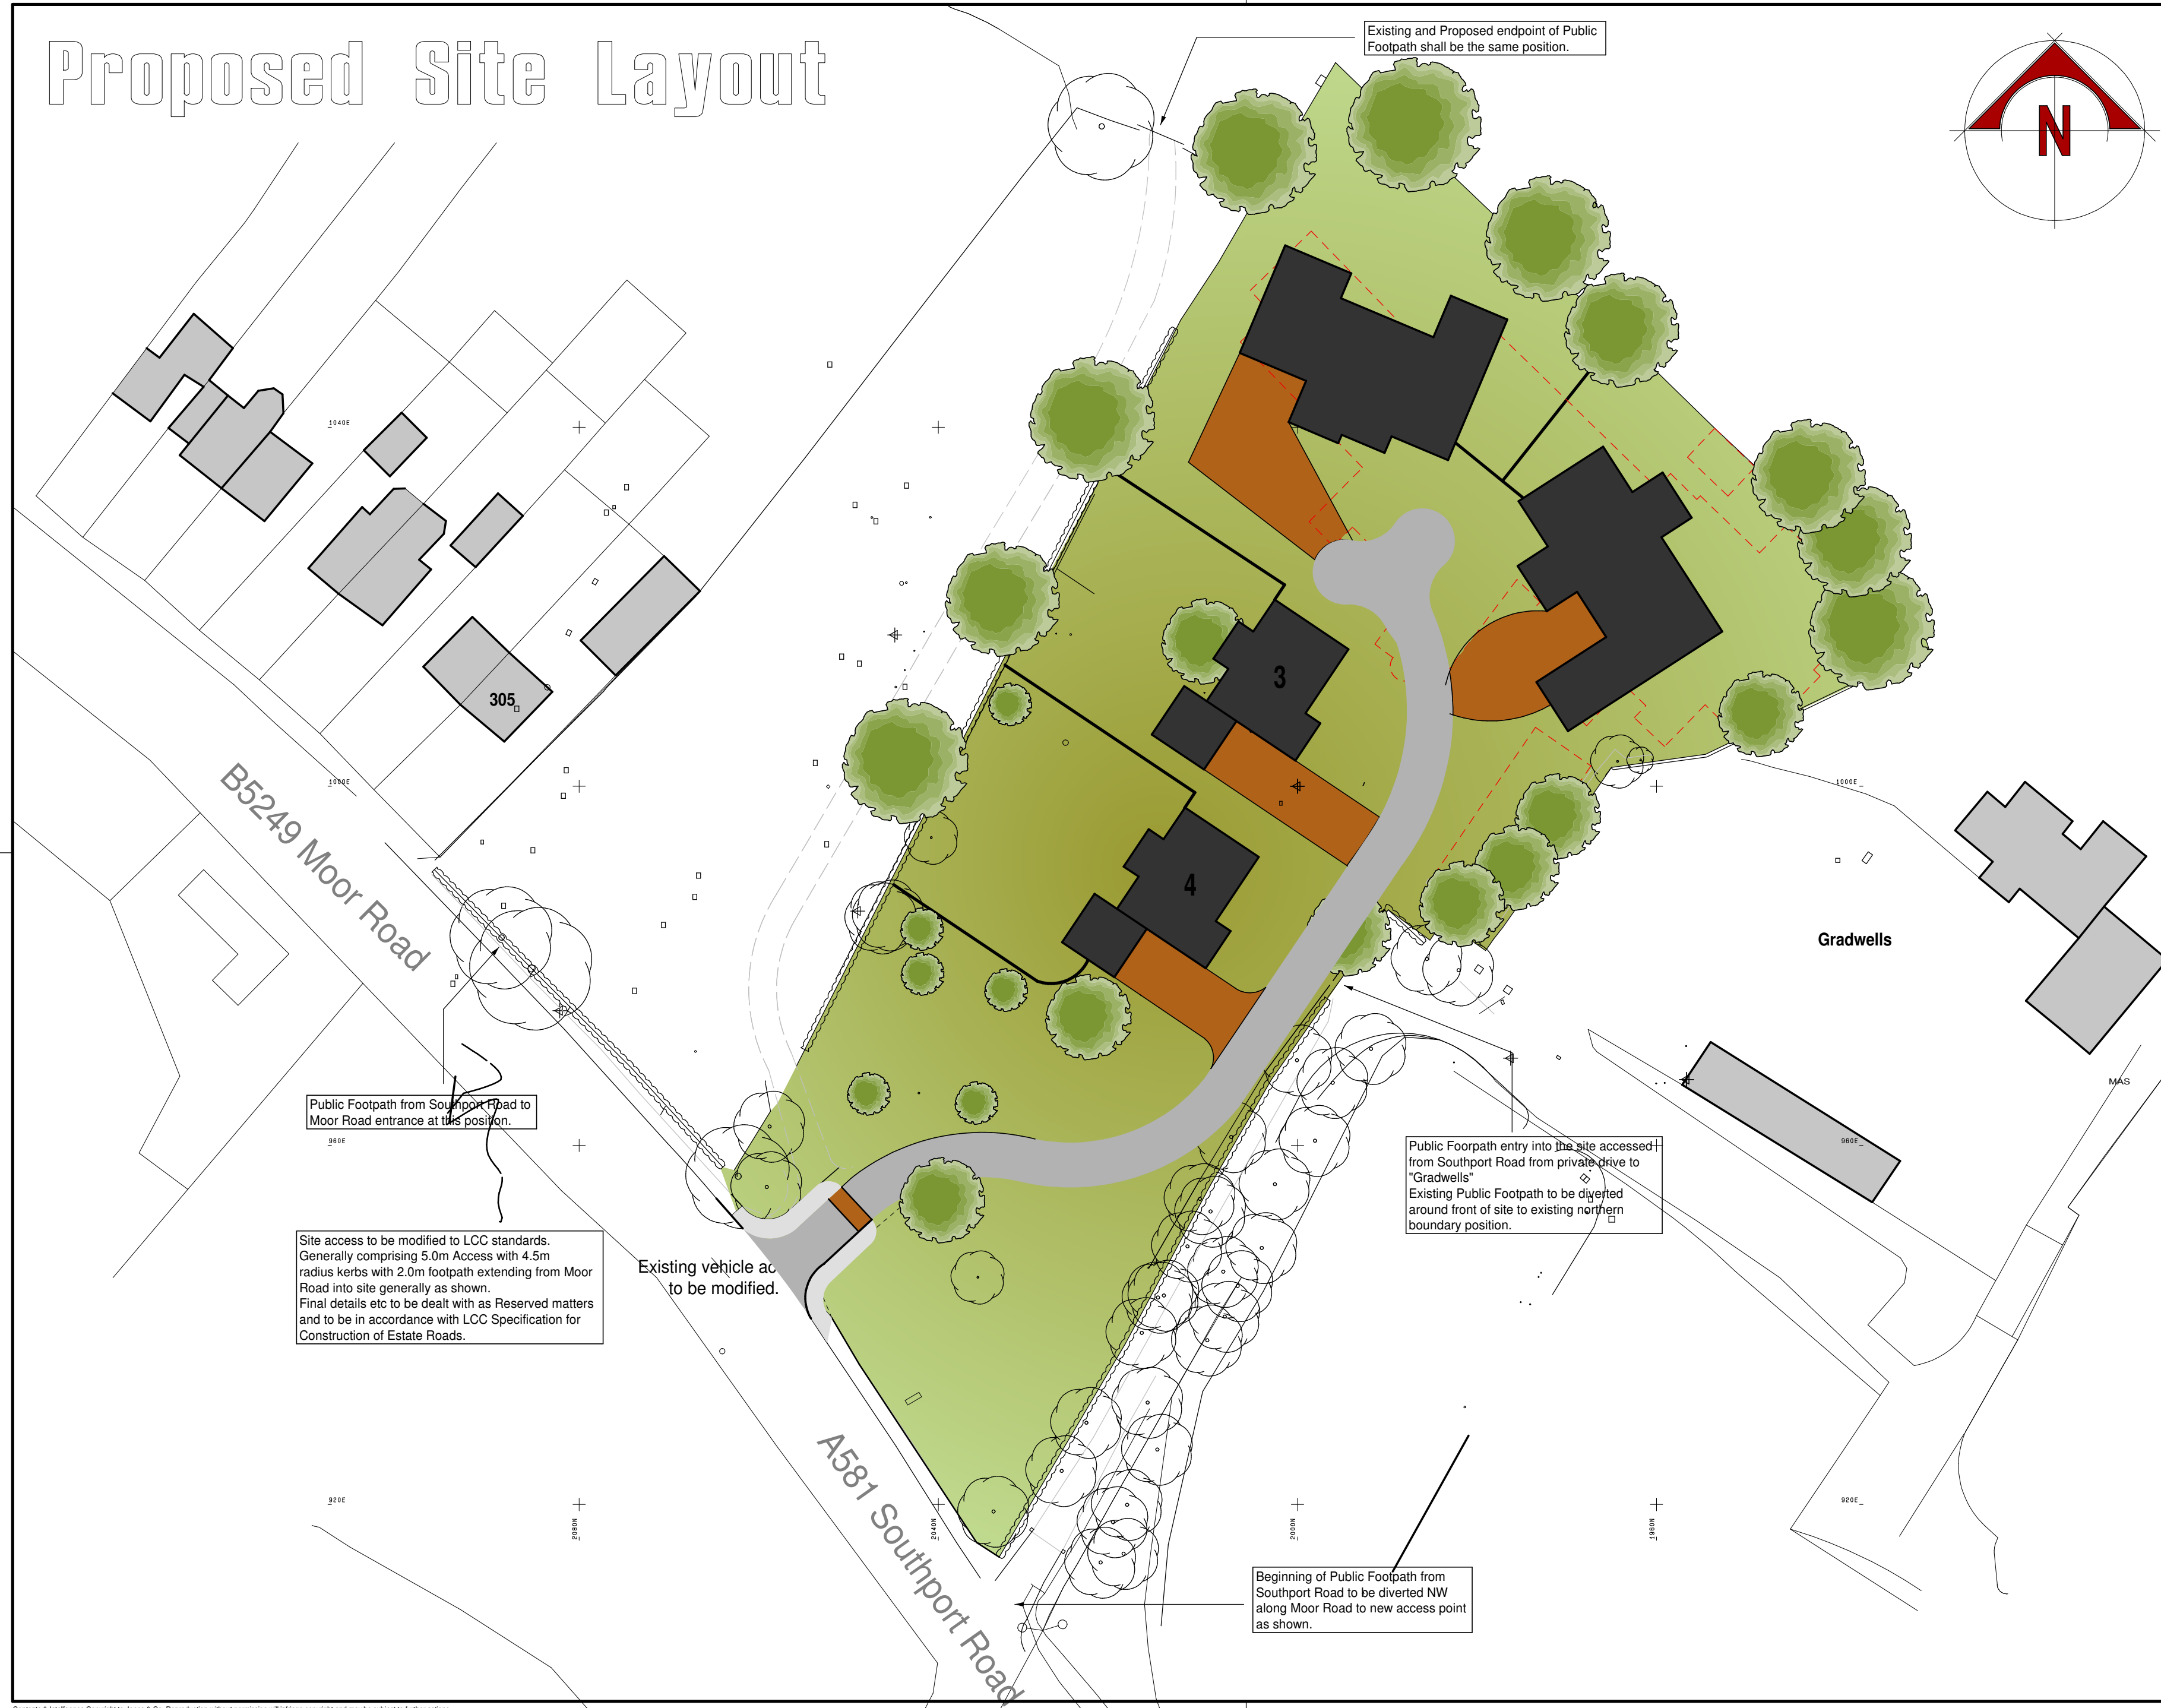 Proposed Site Layout
Existing and Proposed endpoint of Public
Footpath shall be the same position.
N
1040E
305
3
1000E
1000E
B5249 Moor Road
4
Gradwells
MAS
Public Footpath from Southport Road to
Moor Road entrance at this position.
960E
960E
Public Foorpath entry into the site accessed
from Southport Road from private drive to
"Gradwells"
Existing Public Footpath to be diverted
around front of site to existing northern
boundary position.
Site access to be modified to LCC standards.
Generally comprising 5.0m Access with 4.5m
radius kerbs with 2.0m footpath extending from Moor
Road into site generally as shown.
Final details etc to be dealt with as Reserved matters
and to be in accordance with LCC Specification for
Construction of Estate Roads.
Existing vehicle ac
to be modified.
A581 Southport Road
920E
920E
2080N
2040N
2000N
1960N
Beginning of Public Footpath from
Southport Road to be diverted NW
along Moor Road to new access point
as shown.